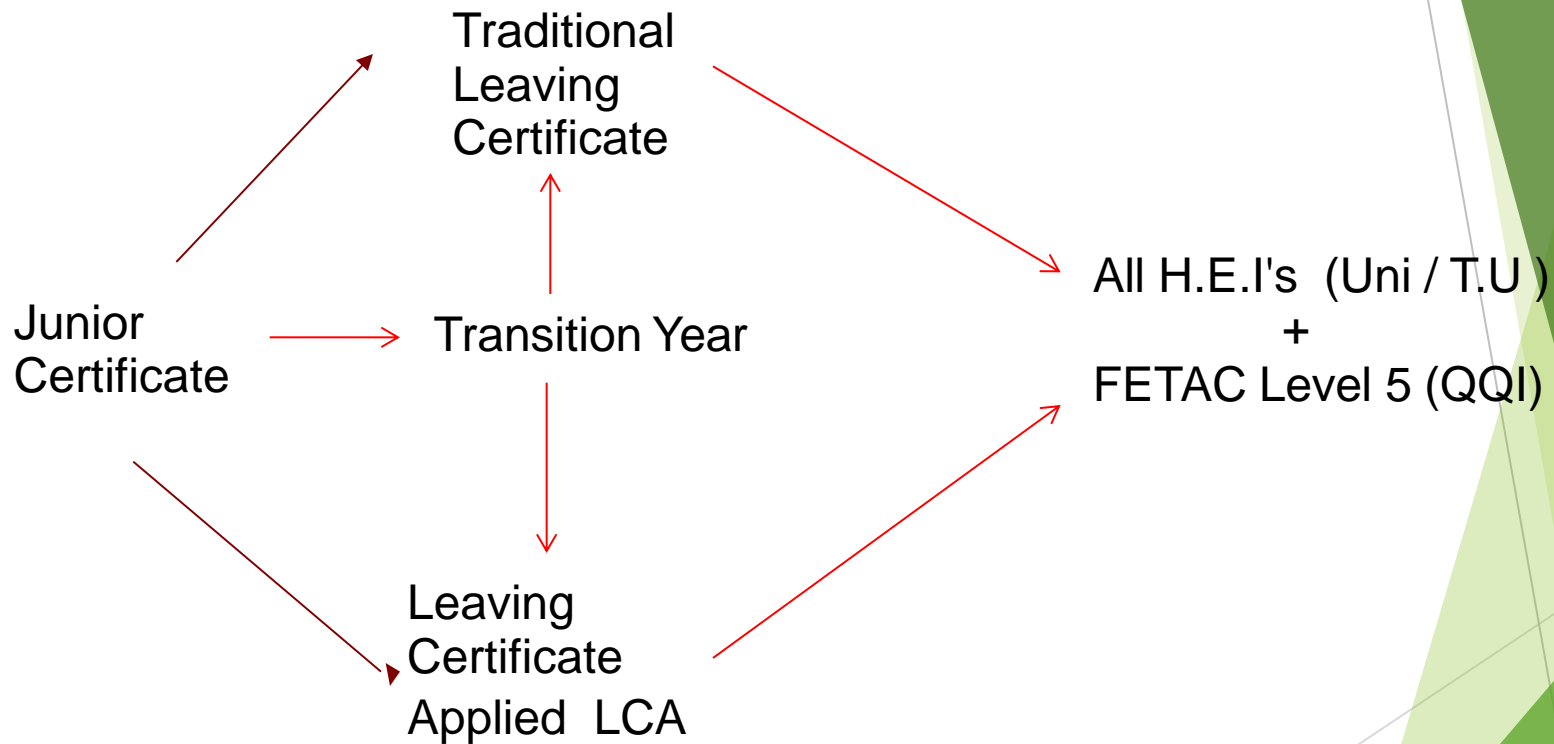 Traditional
Leaving
Certificate
Junior
Certificate
Transition Year
Leaving
Certificate
Applied LCA
All H.E.I's (Uni / T.U )
+
FETAC Level 5 (QQI)